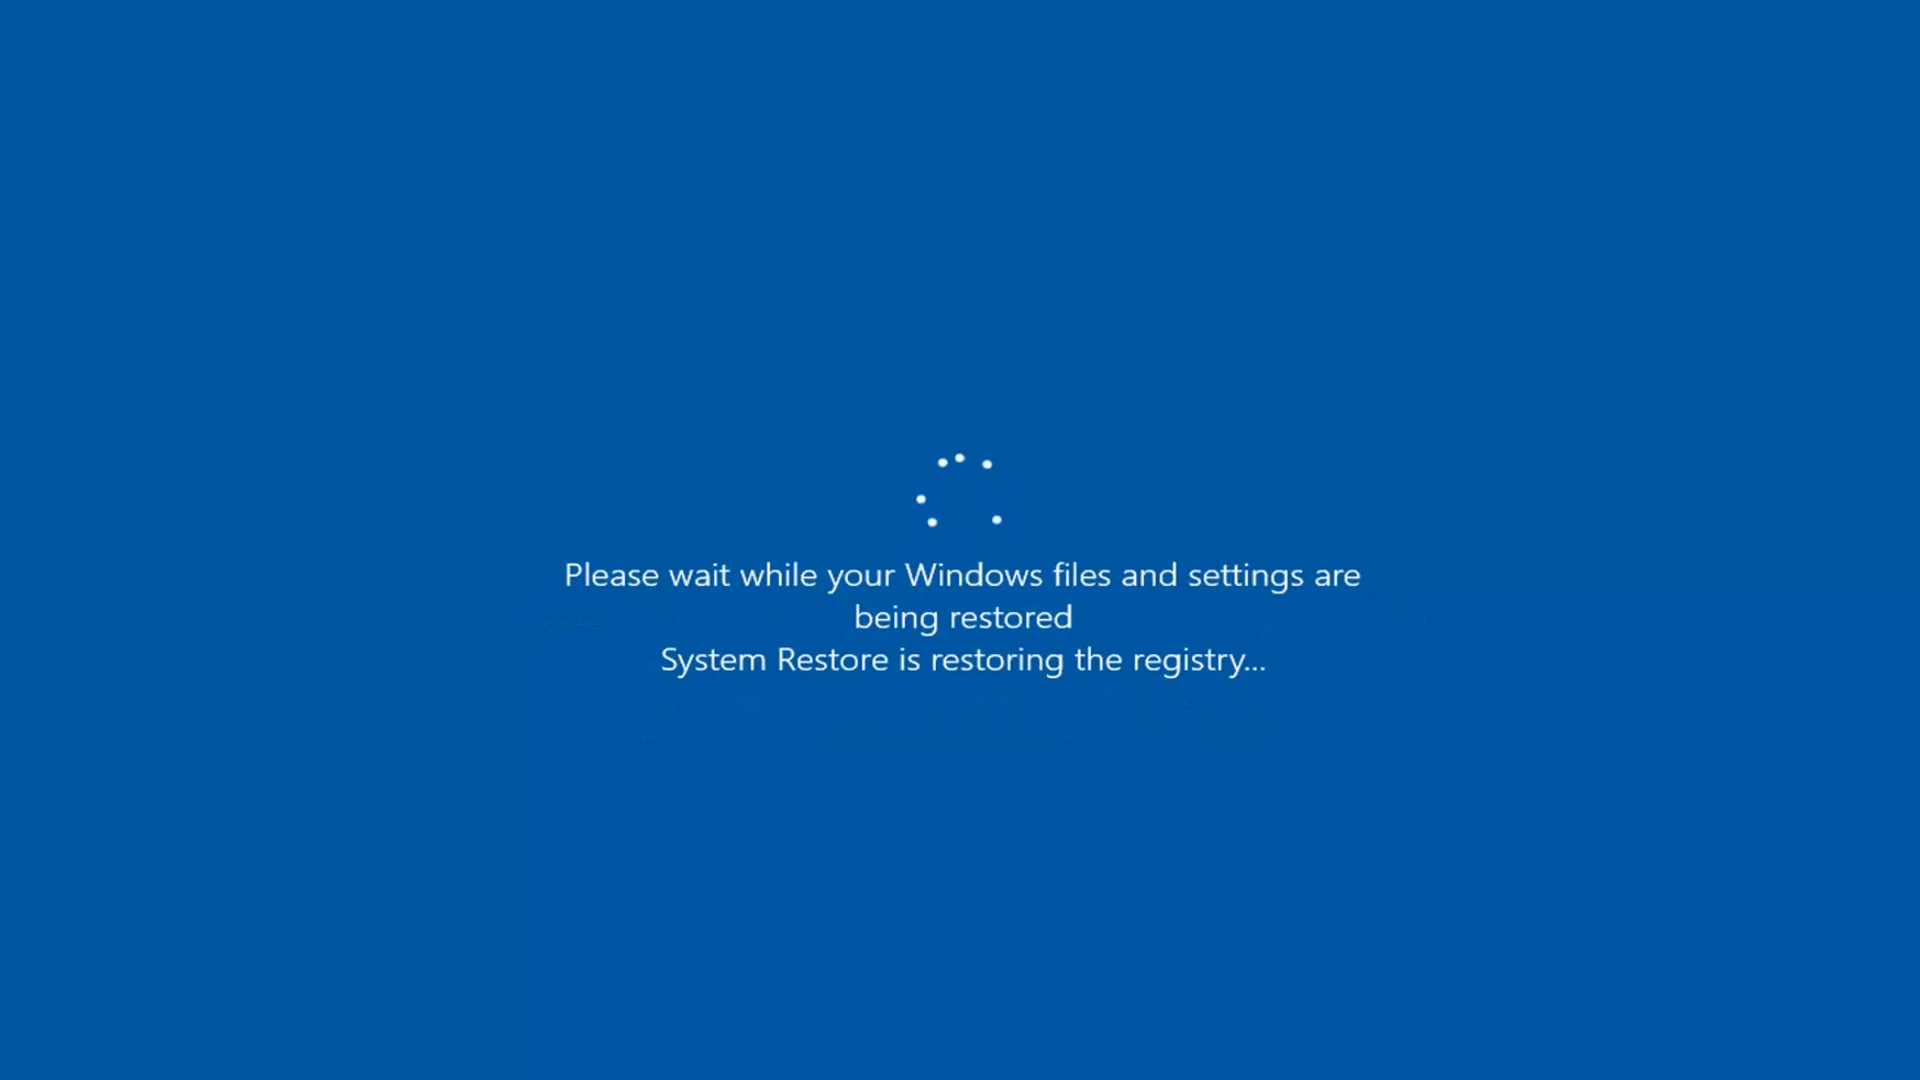 Please wait while your Windows files and settings are
being restored
System Restore is restoring the registry...